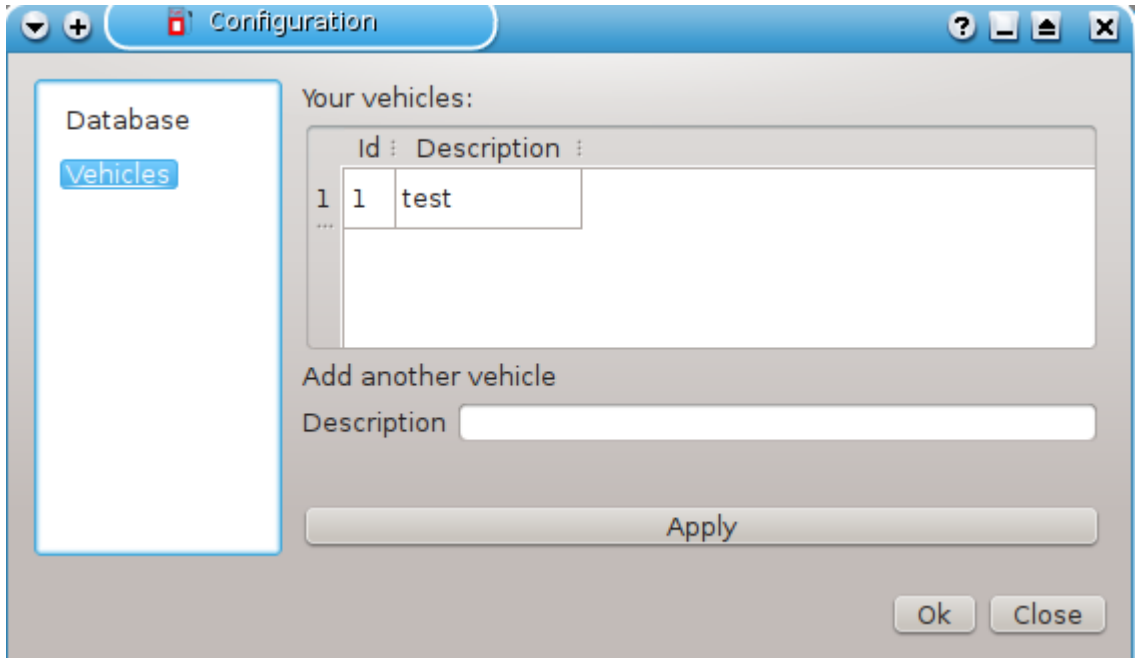 Configuration
Database
Vehicles
Your vehicles:
Id Description
1 1 test
Add another vehicle
Description
Apply
Ok Close